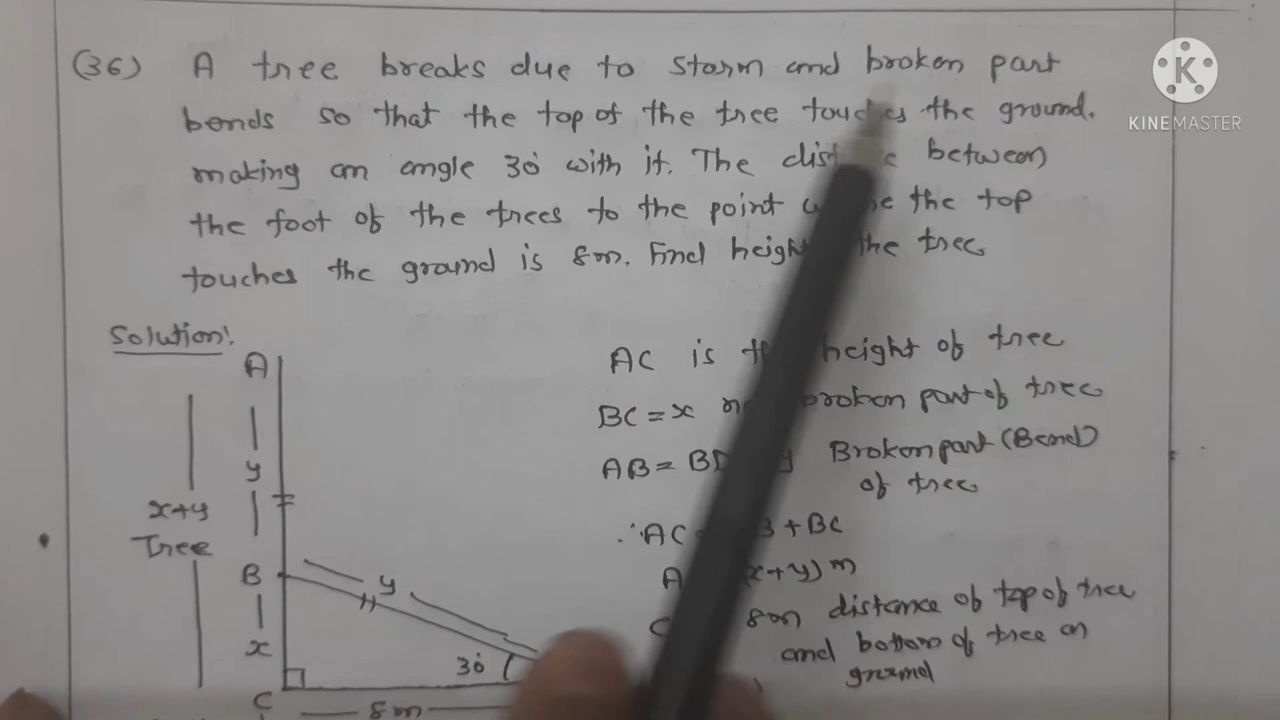 (36) A tree breaks due to storm and broken part
bends so that the top of the tree touches the ground.
making an angle 30° with it. The between
the foot of the trees to the point the top
touches the ground is 8m. Find height the tree
KINEMASTER
Solution:
A
y
x+y
Tree
B
y
x
30°
C
8m
AC is height of tree
BC = x broken part of tree
AB = Broken part (Bend)
of tree
∴ AC + BC
(x+y) m
8m distance of top of tree
and bottom of tree on
ground